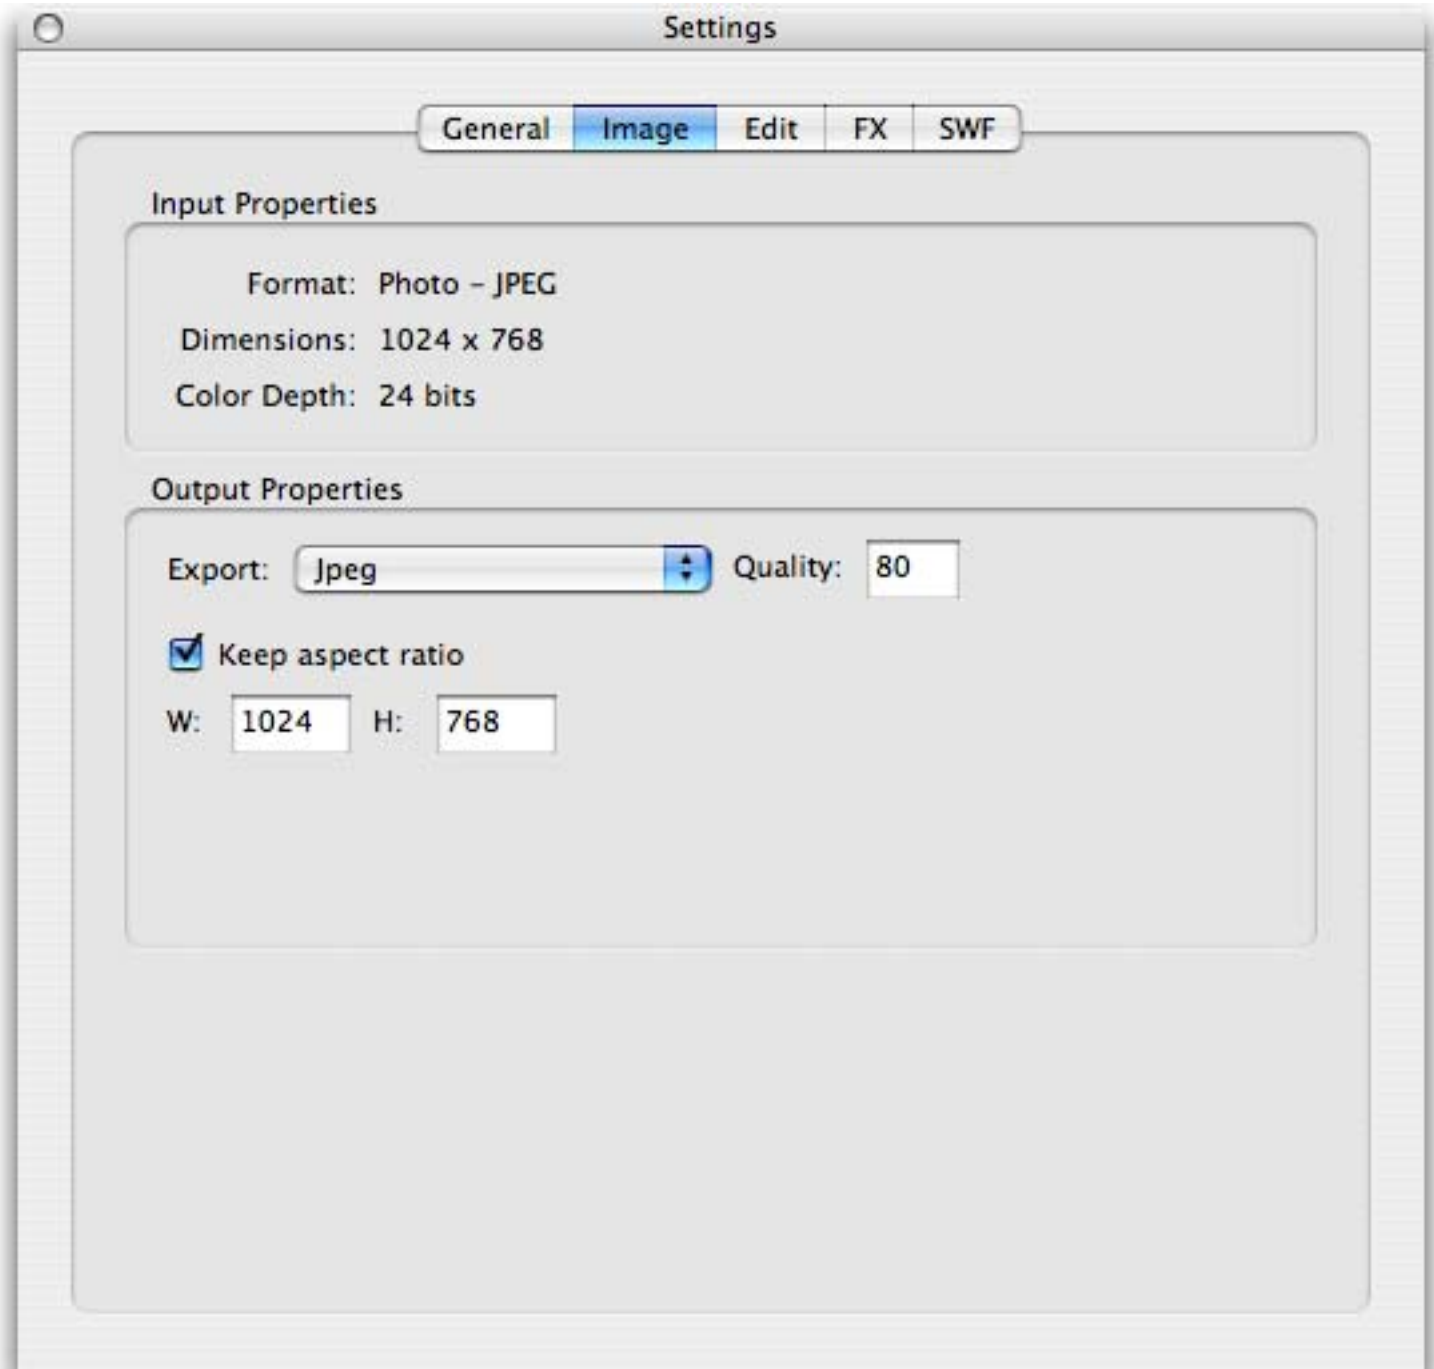 Settings
General Image Edit FX SWF
Input Properties
Format: Photo – JPEG
Dimensions: 1024 x 768
Color Depth: 24 bits
Output Properties
Export: Jpeg Quality: 80
Keep aspect ratio
W: 1024 H: 768